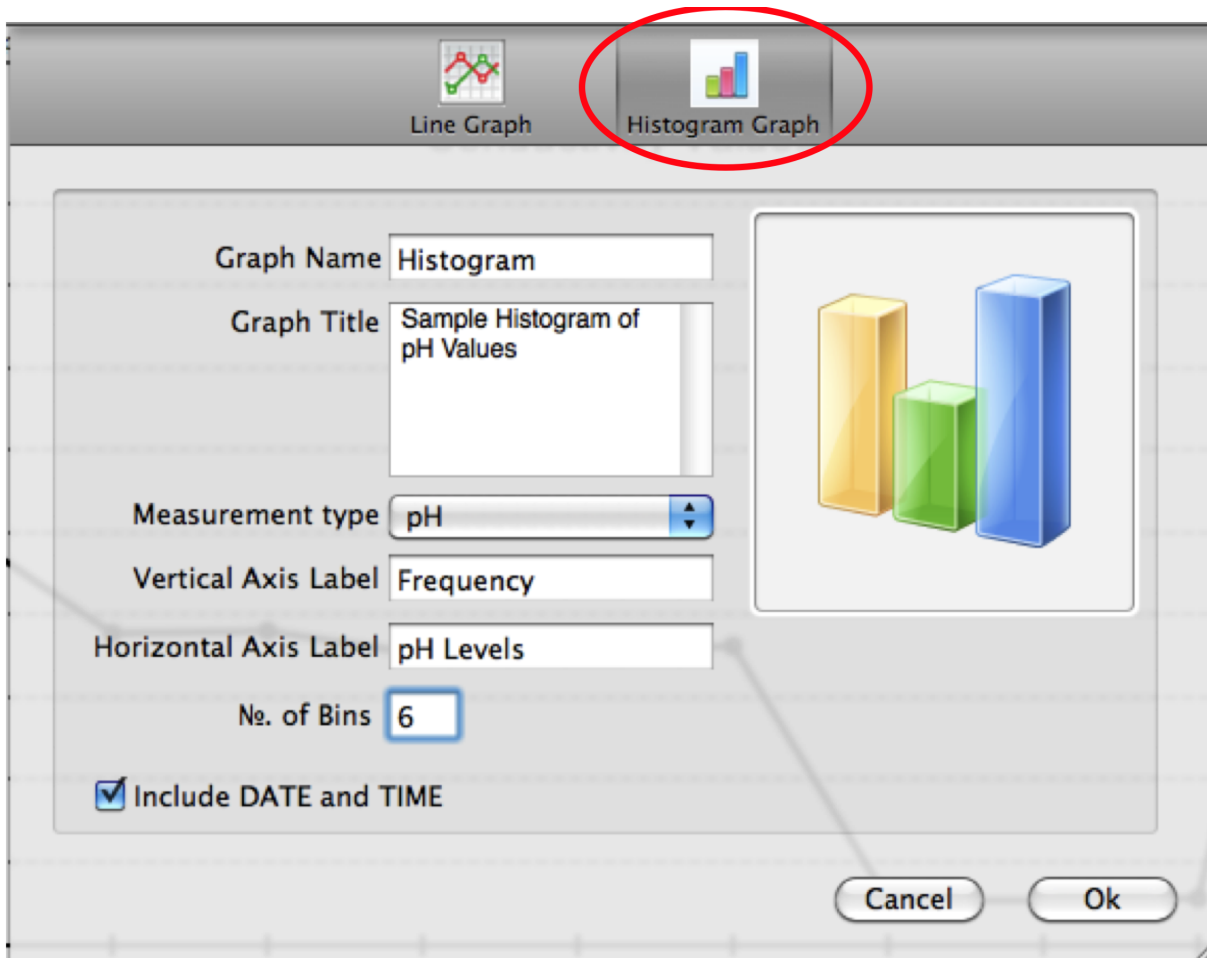 Line Graph
Histogram Graph
Graph Name Histogram
Graph Title Sample Histogram of
pH Values
Measurement type pH
Vertical Axis Label Frequency
Horizontal Axis Label pH Levels
№. of Bins 6
Include DATE and TIME
Cancel Ok